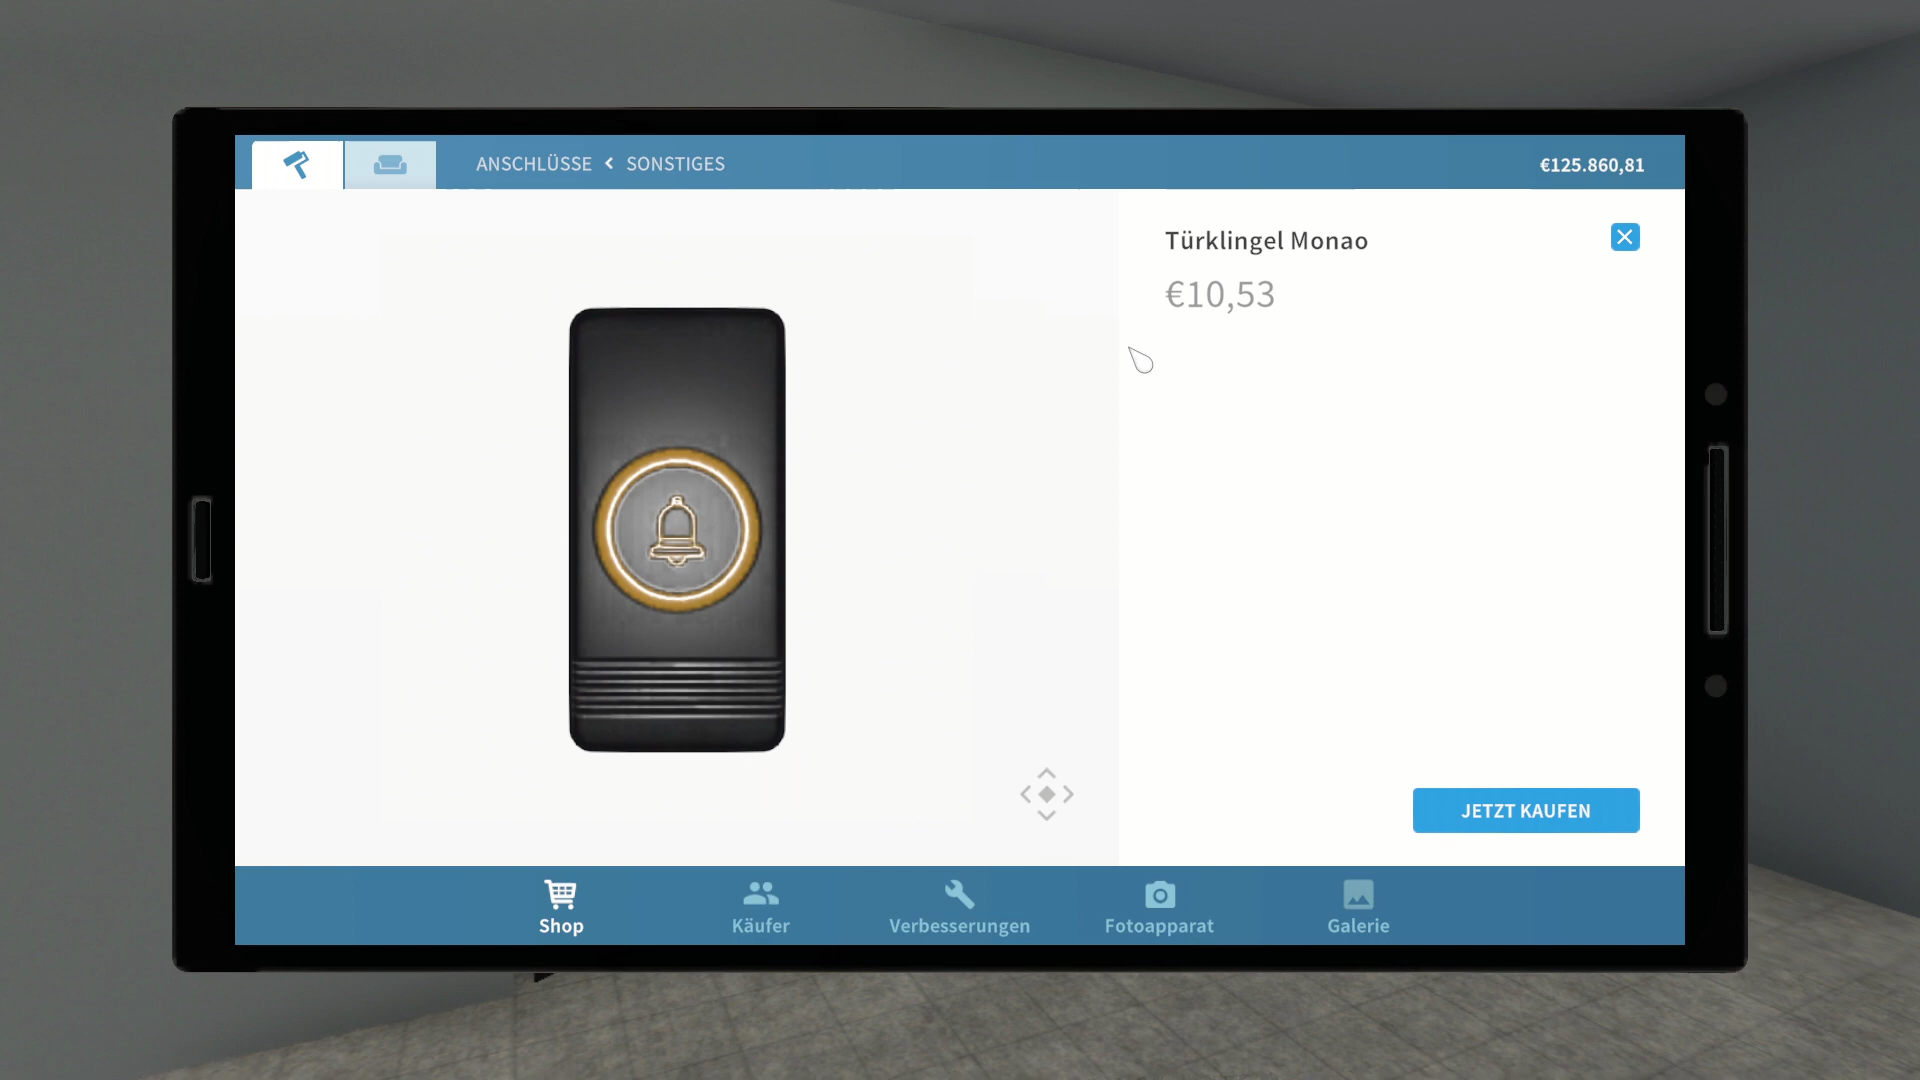 ANSCHLÜSSE < SONSTIGES
€125.860,81
Türklingel Monao
€10,53
JETZT KAUFEN
Shop
Käufer
Verbesserungen
Fotoapparat
Galerie